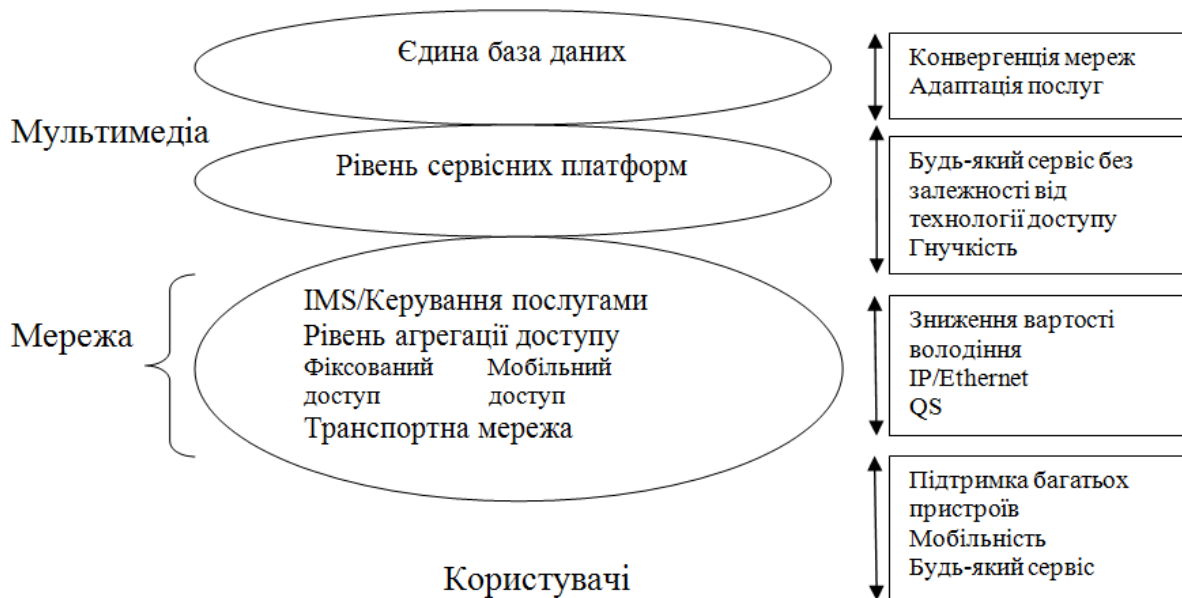 Єдина база даних
Конвергенція мереж
Адаптація послуг
Мультимедіа
Рівень сервісних платформ
Будь-який сервіс без
залежності від
технології доступу
Гнучкість
Мережа
IMS/Керування послугами
Рівень агрегації доступу
Фіксований Мобільний
доступ доступ
Транспортна мережа
Зниження вартості
володіння
IP/Ethernet
QS
Підтримка багатьох
пристроїв
Мобільність
Будь-який сервіс
Користувачі